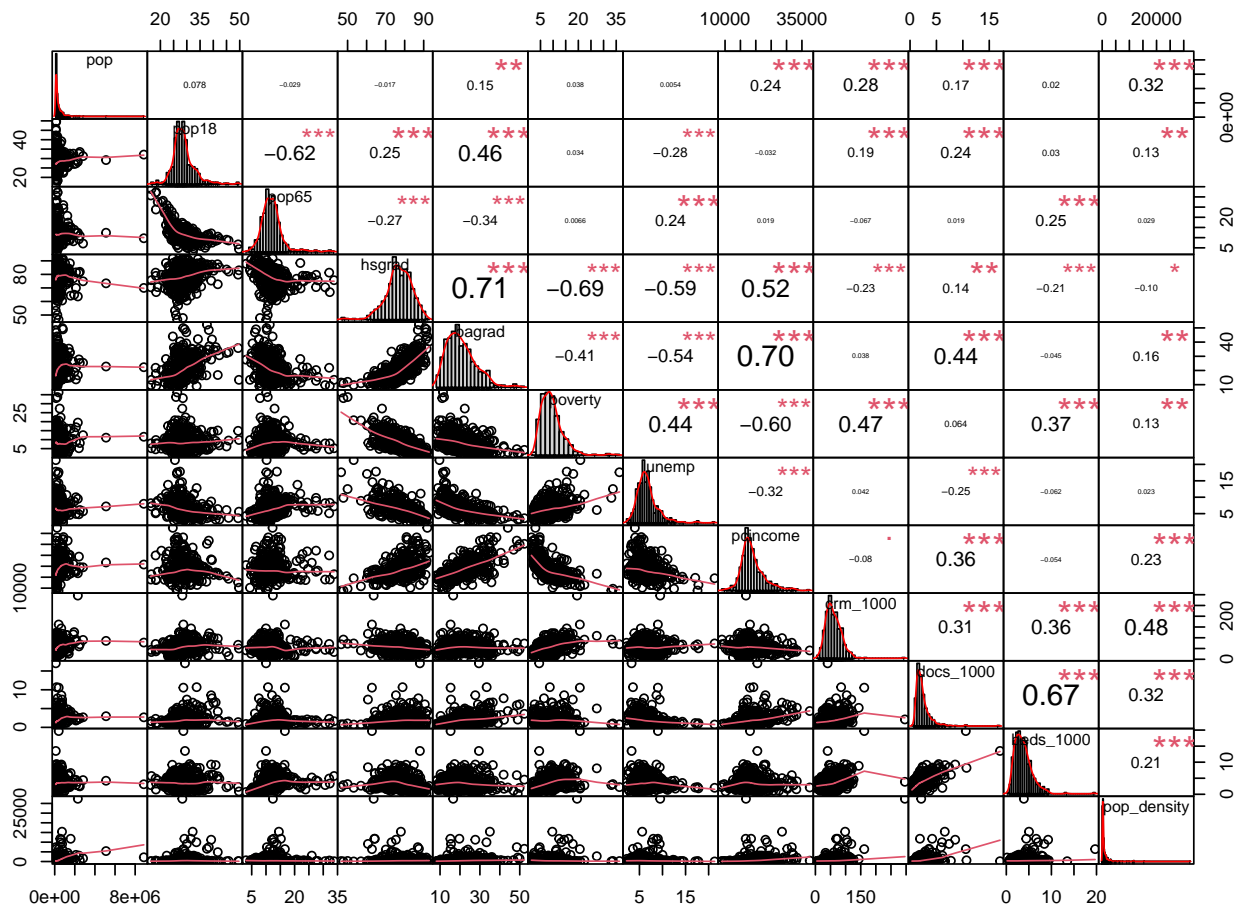 20 35 50 50 70 90 5 20 35 10000 35000 0 5 15 0 20000
pop 0.078 −0.029 −0.017 ** 0.15 0.038 0.0054 *** 0.24 *** 0.28 *** 0.17 0.02 *** 0.32 0e+00
20 40 pop18 *** −0.62 *** 0.25 *** 0.46 0.034 *** −0.28 −0.032 *** 0.19 *** 0.24 0.03 ** 0.13
pop65 *** −0.27 *** −0.34 0.0066 *** 0.24 0.019 −0.067 0.019 *** 0.25 0.029 5 20
50 80 hsgrad *** 0.71 *** −0.69 *** −0.59 *** 0.52 *** −0.23 ** 0.14 *** −0.21 * −0.10
bagrad *** −0.41 *** −0.54 *** 0.70 0.038 *** 0.44 −0.045 ** 0.16 10 40
5 25 poverty *** 0.44 *** −0.60 *** 0.47 0.064 *** 0.37 ** 0.13
unemp *** −0.32 0.042 *** −0.25 −0.062 0.023 5 15
10000 pcincome . −0.08 *** 0.36 −0.054 *** 0.23
crm_1000 *** 0.31 *** 0.36 *** 0.48 0 200
0 10 docs_1000 *** 0.67 *** 0.32
beds_1000 *** 0.21 0 10
0 25000 pop_density
0e+00 8e+06 5 20 35 10 30 50 5 15 0 150 0 10 20